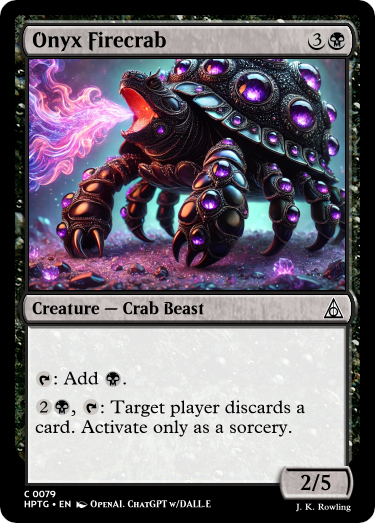 Onyx Firecrab 3
Creature — Crab Beast
: Add .
2 , : Target player discards a
card. Activate only as a sorcery.
2/5
C 0079
HPTG • EN OpenAI. ChatGPT w/DALL.E
J. K. Rowling